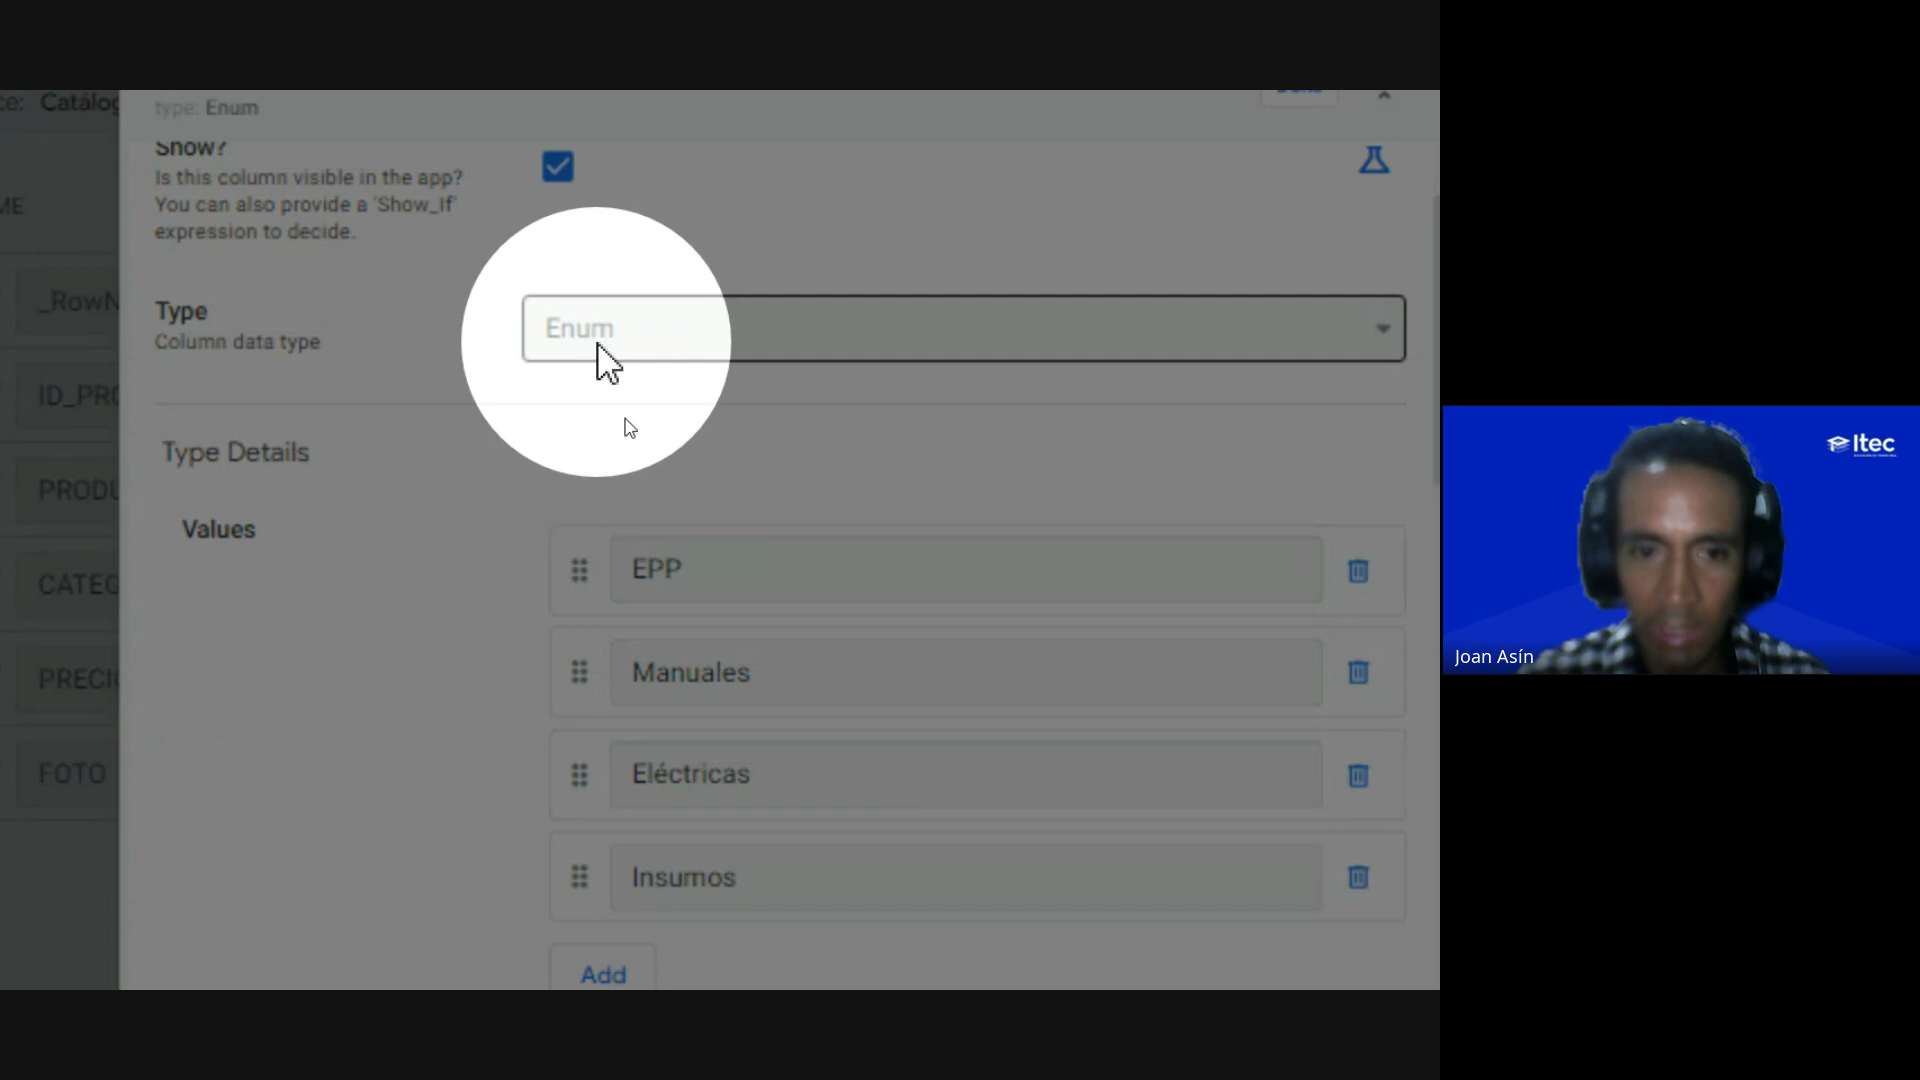 ce: Catálog
type: Enum
Show?
Is this column visible in the app?
You can also provide a 'Show_If'
expression to decide.
ME
_RowN
Type
Column data type
Enum
ID_PRO
Type Details
PRODU
Values
EPP
CATEG
Manuales
PRECIO
Eléctricas
FOTO
Insumos
Add
Itec
Joan Asín